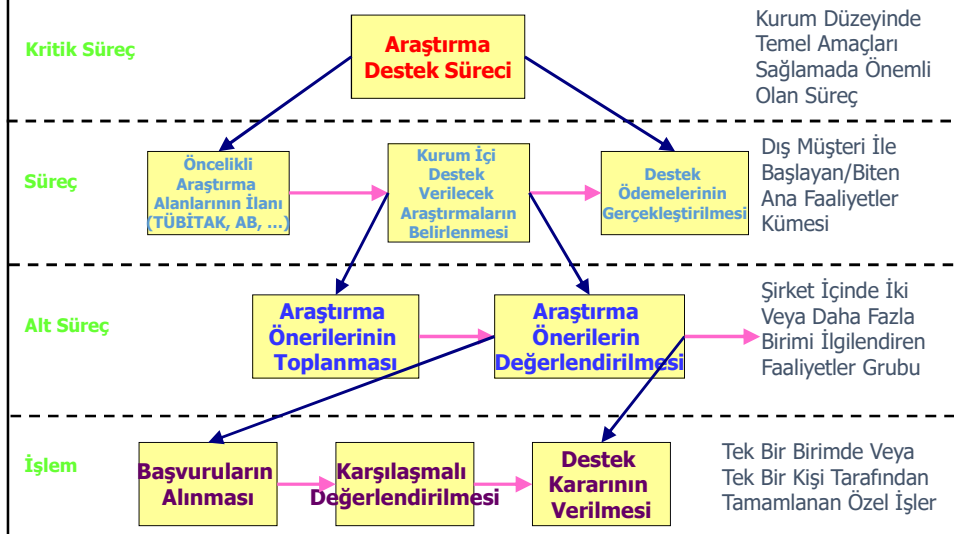 Kritik Süreç
Araştırma
Destek Süreci
Kurum Düzeyinde
Temel Amaçları
Sağlamada Önemli
Olan Süreç
Süreç
Öncelikli
Araştırma
Alanlarının İlanı
(TÜBİTAK, AB, ...)
Kurum İçi
Destek
Verilecek
Araştırmaların
Belirlenmesi
Destek
Ödemelerinin
Gerçekleştirilmesi
Dış Müşteri İle
Başlayan/Biten
Ana Faaliyetler
Kümesi
Alt Süreç
Araştırma
Önerilerinin
Toplanması
Araştırma
Önerilerin
Değerlendirilmesi
Şirket İçinde İki
Veya Daha Fazla
Birimi İlgilendiren
Faaliyetler Grubu
İşlem
Başvuruların
Alınması
Karşılaşmalı
Değerlendirilmesi
Destek
Kararının
Verilmesi
Tek Bir Birimde Veya
Tek Bir Kişi Tarafından
Tamamlanan Özel İşler